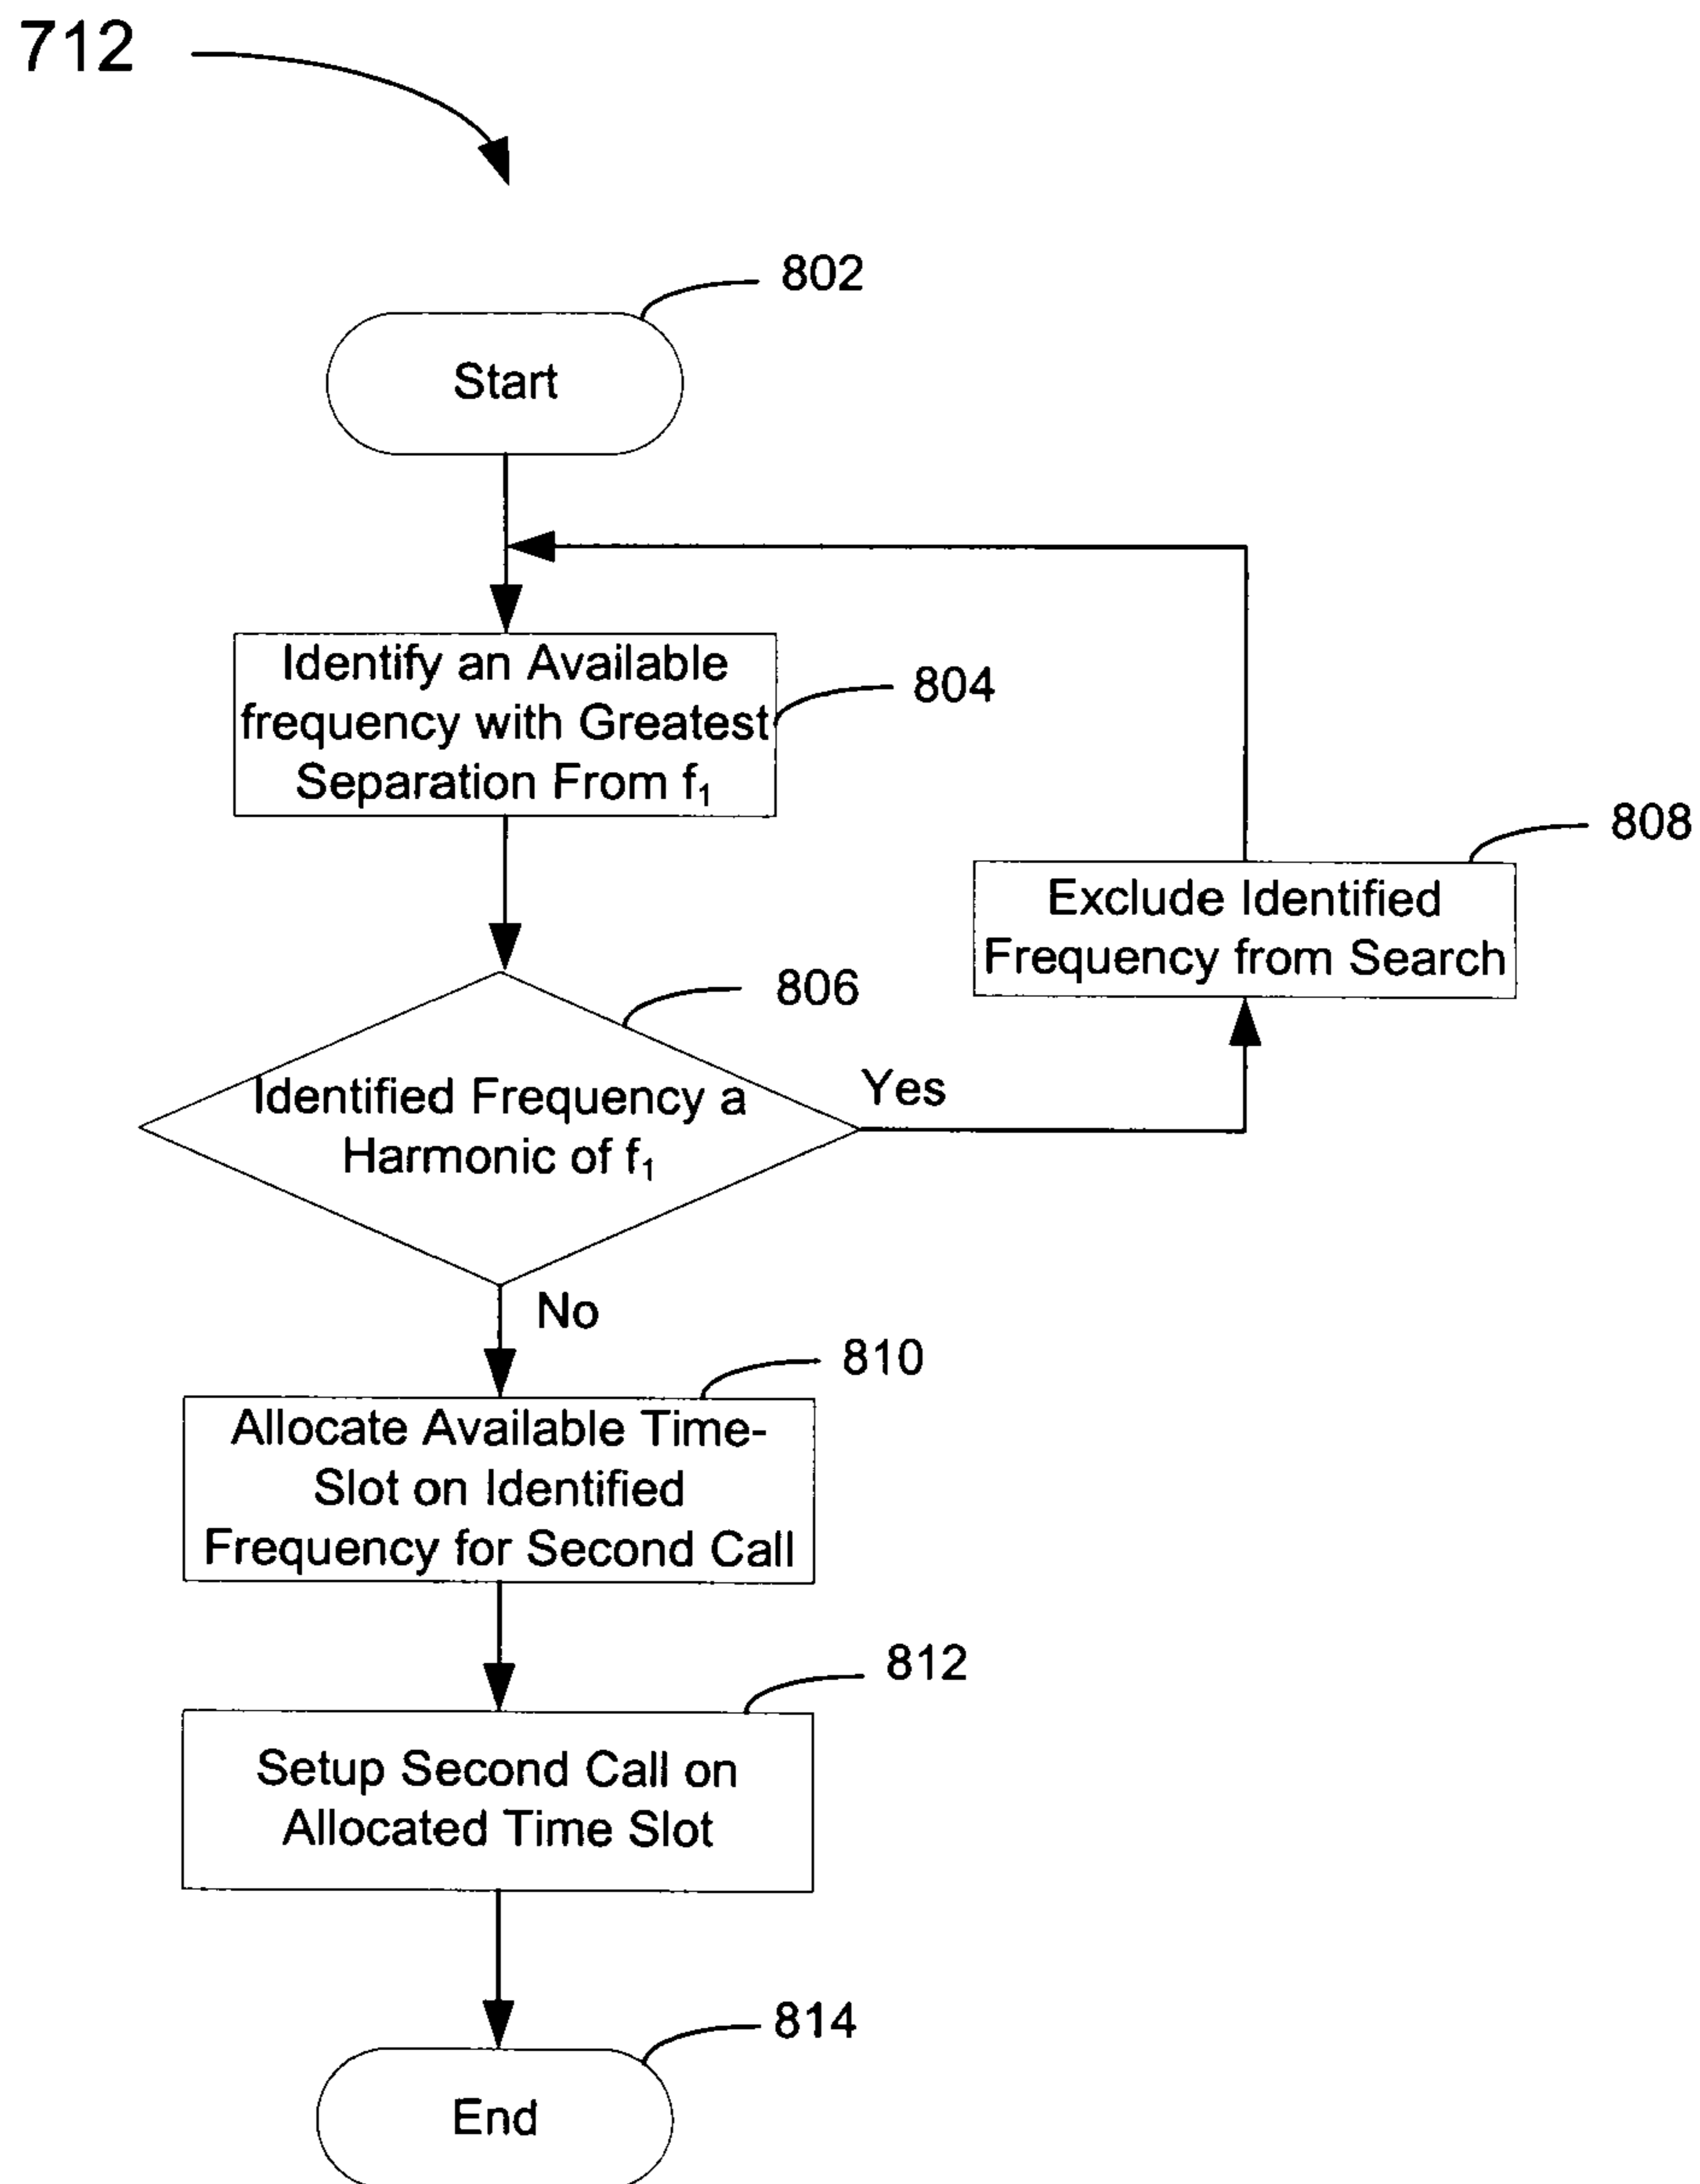 712
802
Start
Identify an Available
frequency with Greatest
Separation From f₁
804
808
Exclude Identified
Frequency from Search
806
Identified Frequency a
Harmonic of f₁
Yes
No
810
Allocate Available Time-
Slot on Identified
Frequency for Second Call
812
Setup Second Call on
Allocated Time Slot
814
End